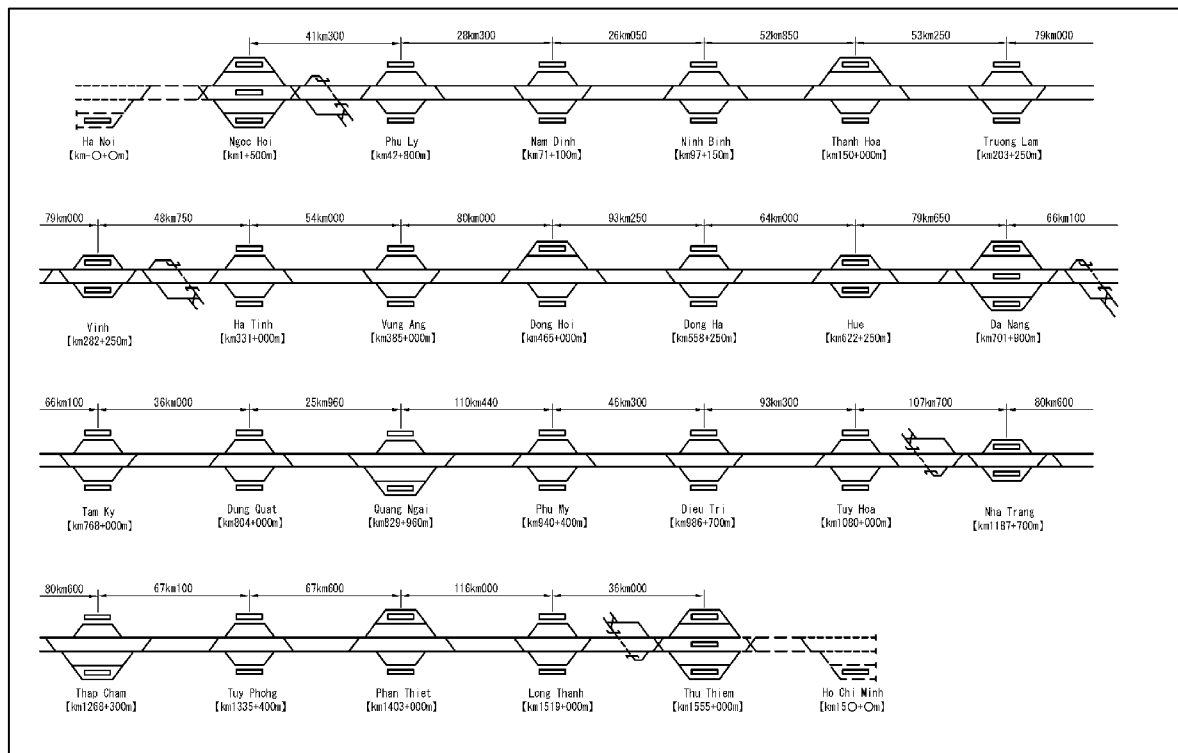 41km300 28km300 26km050 52km850 53250 79km000
Ha Noi Ngoc Hoi Phu Ly Nam Dinh Ninh Binh Thanh Hoa Truong Lam
【km-〇+〇m】 【km1+500m】 【km42+800m】 【km71+100m】 【km97+150m】 【km150+000m】 【km203+250m】
79km000 48km750 54km000 80km000 93km250 64km000 79km650 66km100
Vinh Ha Tinh Vung Ang Dong Hoi Dong Ha Hue Da Nang
【km282+250m】 【km331+000m】 【km385+000m】 【km465+000m】 【km558+250m】 【km622+250m】 【km701+900m】
66km100 36km000 25km960 110km440 46km300 93km300 107km700 80km600
Tam Ky Dung Quat Quang Ngai Phu My Dieu Tri Tuy Hoa Nha Trang
【km768+000m】 【km804+000m】 【km829+960m】 【km940+400m】 【km986+700m】 【km1080+000m】 【km1187+700m】
80km600 67km100 67km600 116km000 36km000
Thap Cham Tuy Phong Phan Thiet Long Thanh Thu Thiem Ho Chi Minh
【km1268+300m】 【km1335+400m】 【km1403+000m】 【km1519+000m】 【km1555+000m】 【km15〇+〇m】